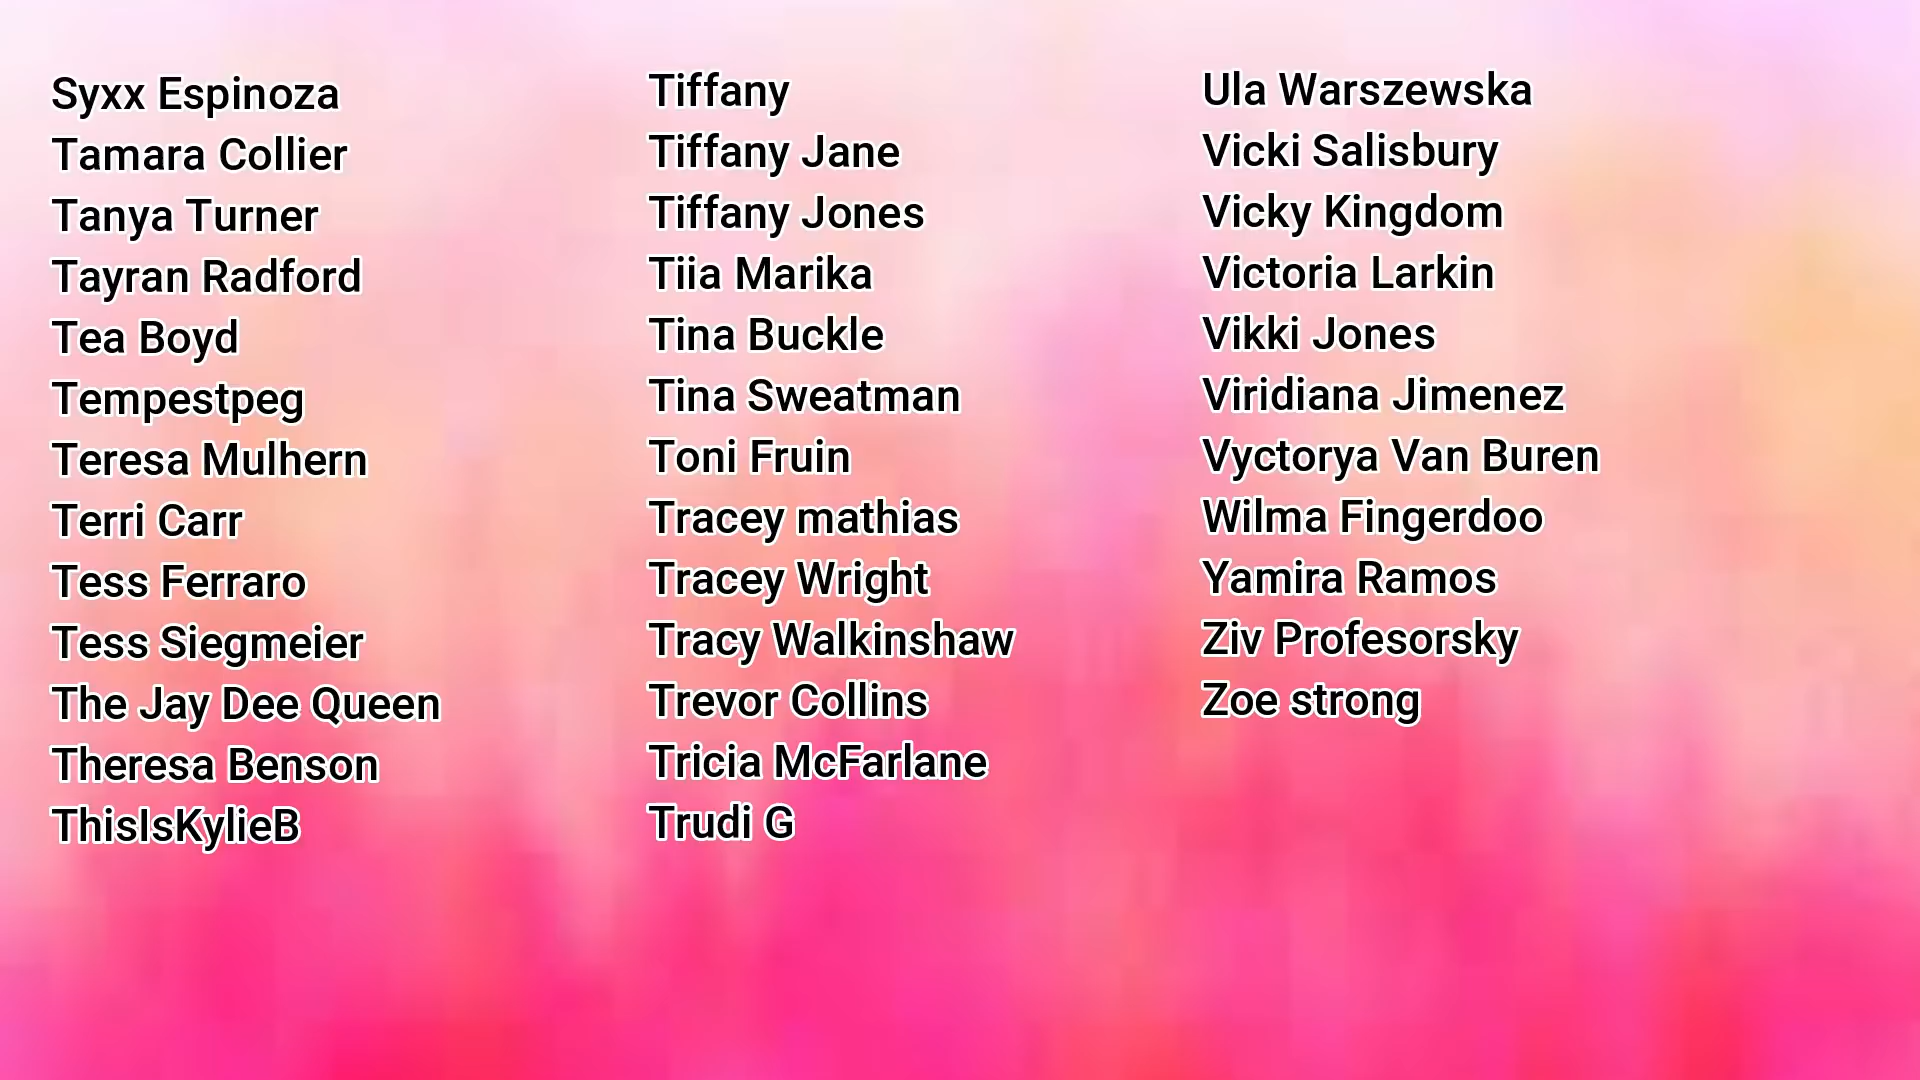 Syxx Espinoza
Tamara Collier
Tanya Turner
Tayran Radford
Tea Boyd
Tempestpeg
Teresa Mulhern
Terri Carr
Tess Ferraro
Tess Siegmeier
The Jay Dee Queen
Theresa Benson
ThisIsKylieB
Tiffany
Tiffany Jane
Tiffany Jones
Tiia Marika
Tina Buckle
Tina Sweatman
Toni Fruin
Tracey mathias
Tracey Wright
Tracy Walkinshaw
Trevor Collins
Tricia McFarlane
Trudi G
Ula Warszewska
Vicki Salisbury
Vicky Kingdom
Victoria Larkin
Vikki Jones
Viridiana Jimenez
Vyctorya Van Buren
Wilma Fingerdoo
Yamira Ramos
Ziv Profesorsky
Zoe strong